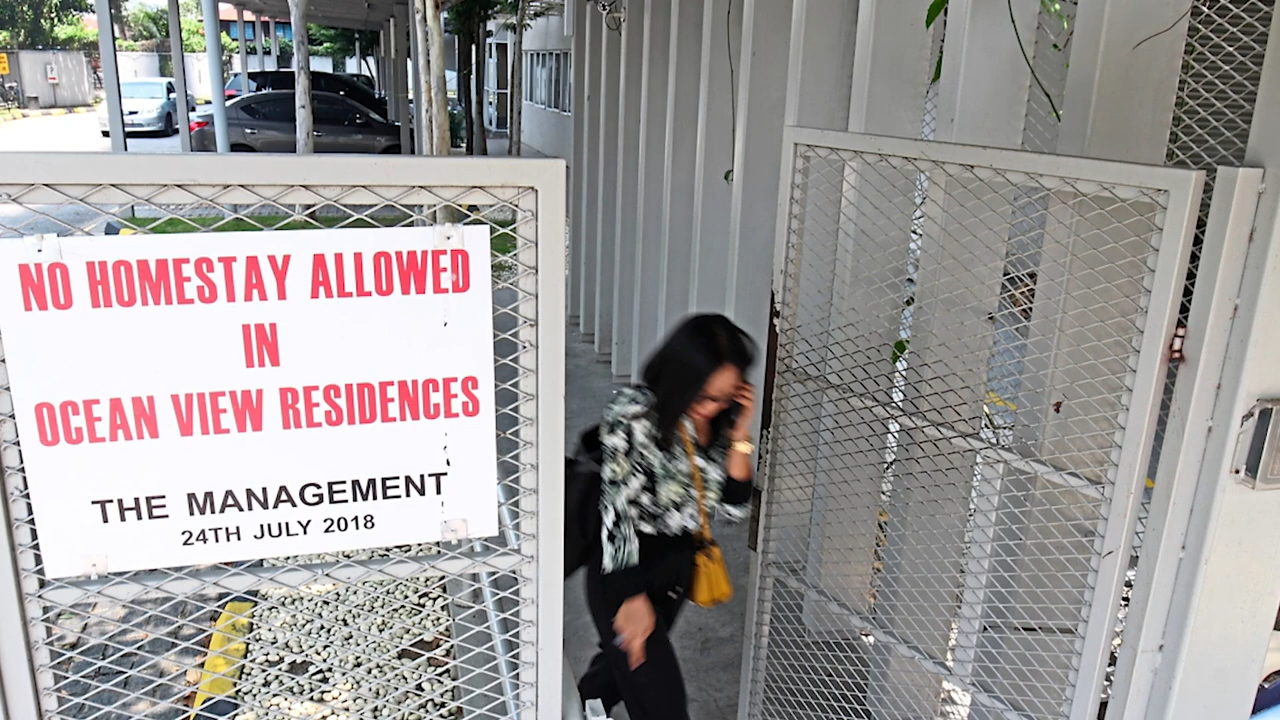 NO HOMESTAY ALLOWED
IN
OCEAN VIEW RESIDENCES
THE MANAGEMENT
24TH JULY 2018